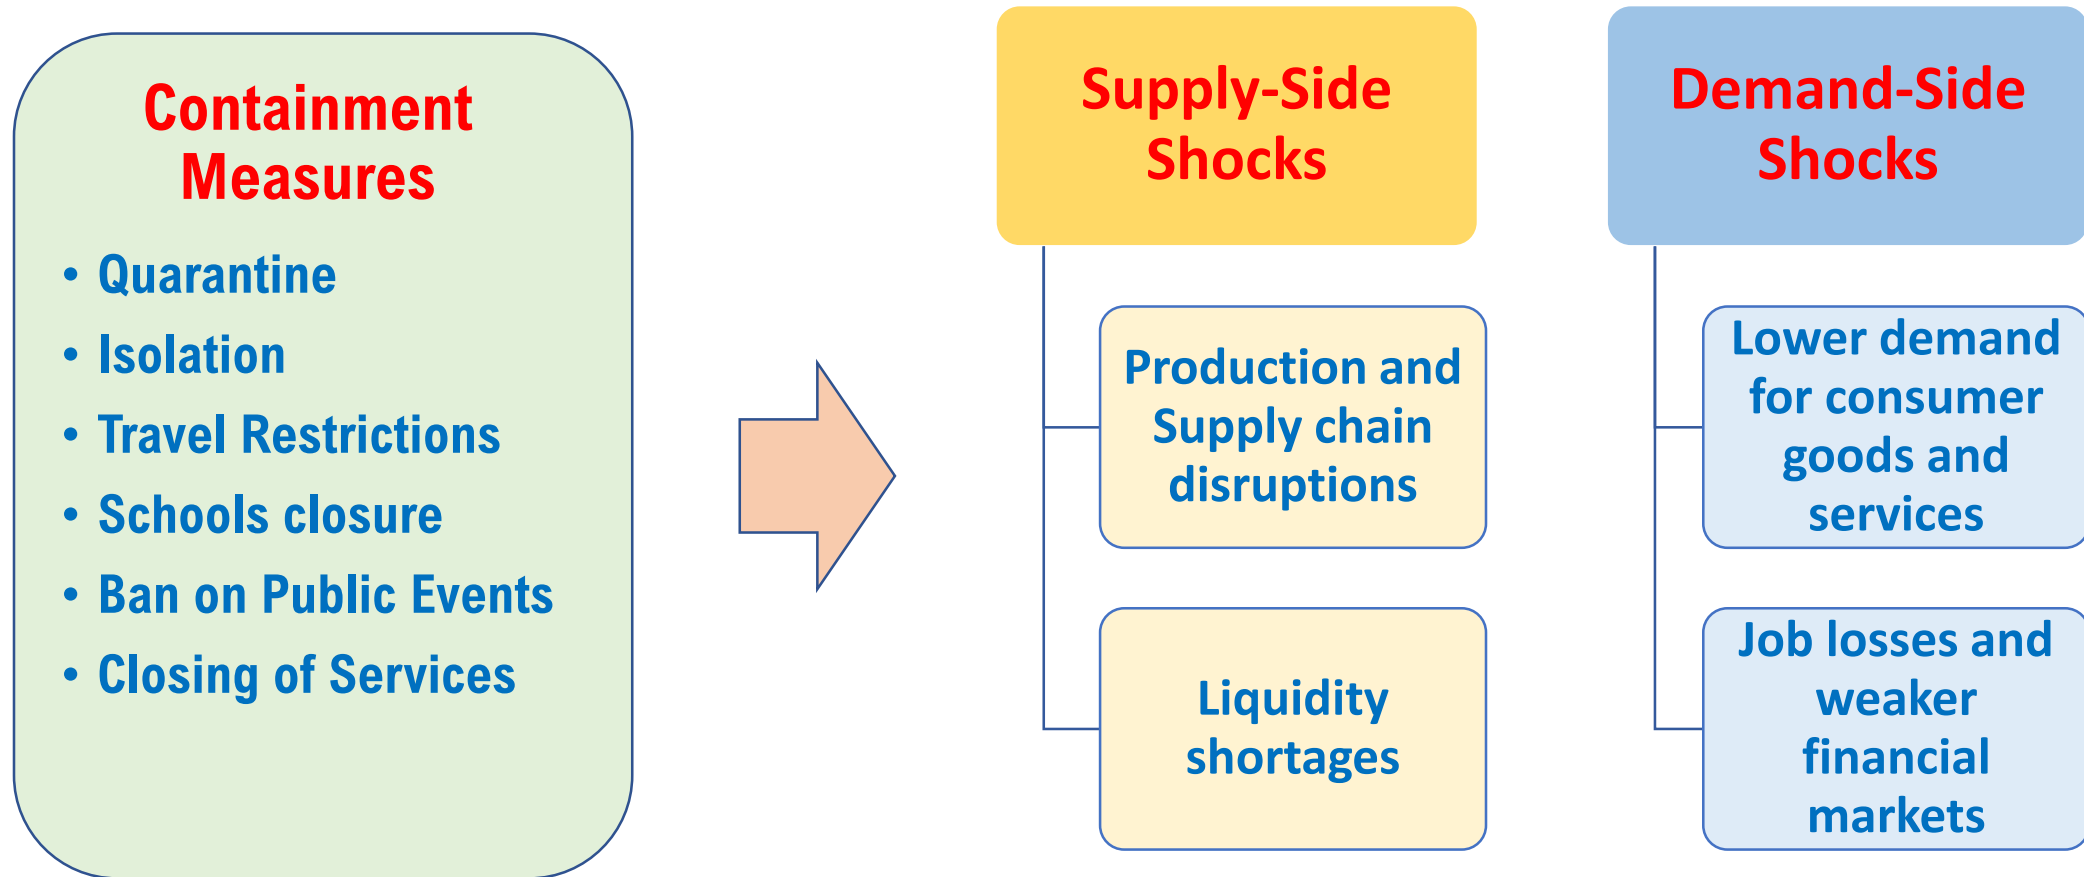 Containment
Measures
• Quarantine
• Isolation
• Travel Restrictions
• Schools closure
• Ban on Public Events
• Closing of Services
Supply-Side
Shocks
Production and
Supply chain
disruptions
Liquidity
shortages
Demand-Side
Shocks
Lower demand
for consumer
goods and
services
Job losses and
weaker
financial
markets